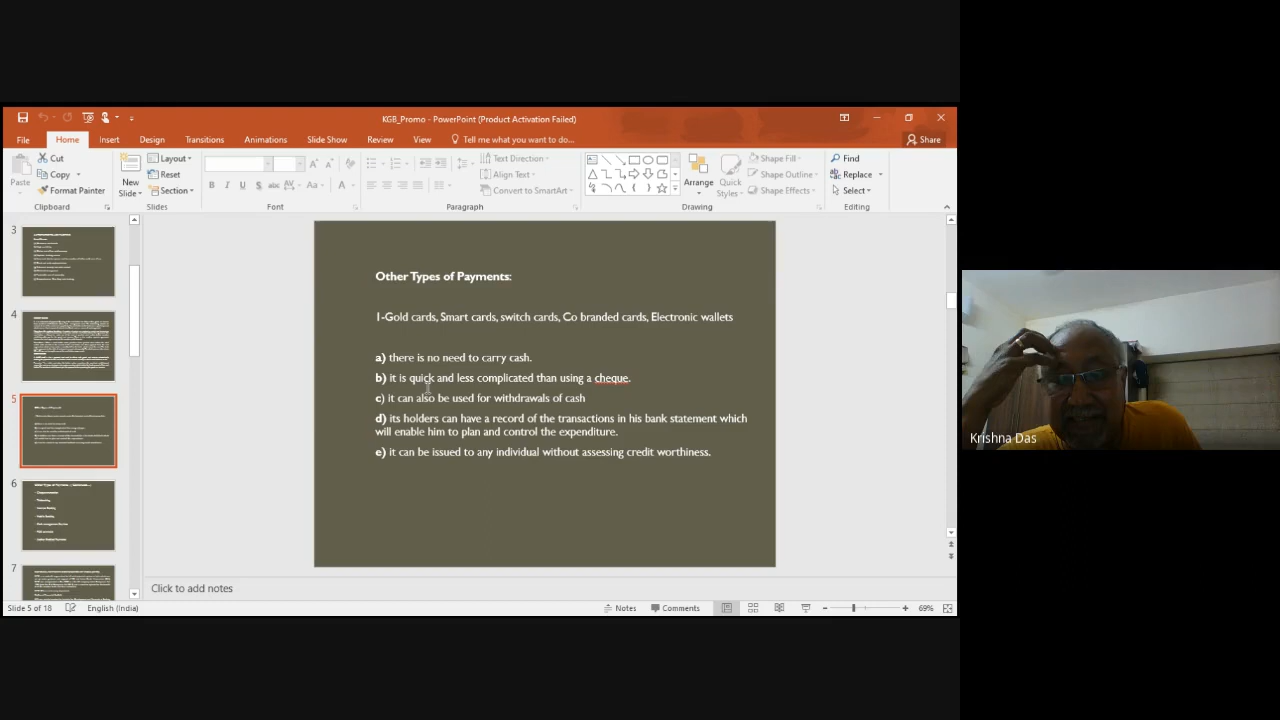 KGB_Promo - PowerPoint (Product Activation Failed)
File Home Insert Design Transitions Animations Slide Show Review View Tell me what you want to do... Share
Paste Cut Copy Format Painter Clipboard
New Slide Layout Reset Section Slides
Font
Text Direction Align Text Convert to SmartArt Paragraph
Arrange Quick Styles Shape Fill Shape Outline Shape Effects Drawing
Find Replace Select Editing
3
4
5
6
7
Other Types of Payments:
1-Gold cards, Smart cards, switch cards, Co branded cards, Electronic wallets
a) there is no need to carry cash.
b) it is quick and less complicated than using a cheque.
c) it can also be used for withdrawals of cash
d) its holders can have a record of the transactions in his bank statement which
will enable him to plan and control the expenditure.
e) it can be issued to any individual without assessing credit worthiness.
Click to add notes
Slide 5 of 18 English (India) Notes Comments 69%
Krishna Das